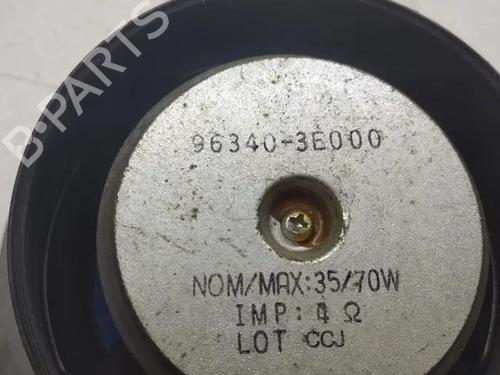 B-PARTS
96340-3E000
NOM/MAX:35/70W
IMP: 4 Ω
LOT CCJ